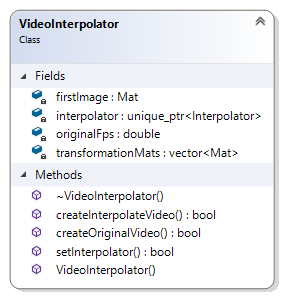 VideoInterpolator
Class
Fields
firstImage : Mat
interpolator : unique_ptr<Interpolator>
originalFps : double
transformationMats : vector<Mat>
Methods
~VideoInterpolator()
createInterpolateVideo() : bool
createOriginalVideo() : bool
setInterpolator() : bool
VideoInterpolator()